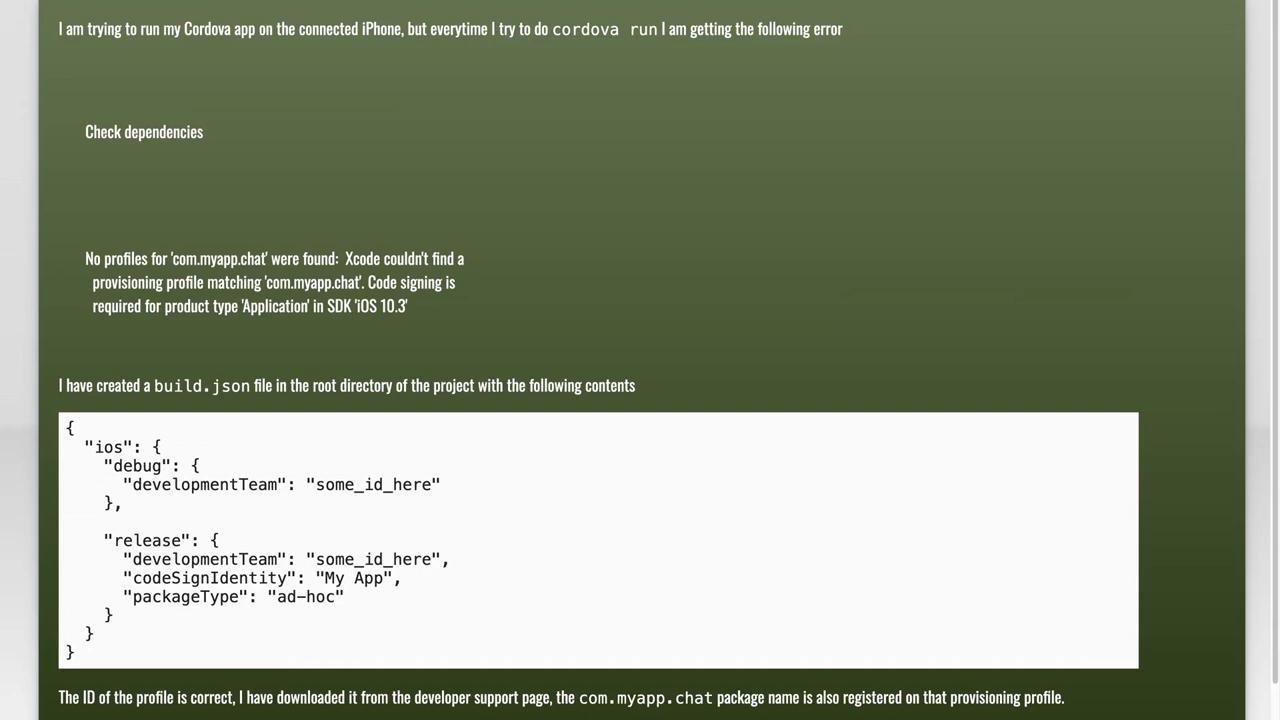 I am trying to run my Cordova app on the connected iPhone, but everytime I try to do cordova run I am getting the following error
Check dependencies
No profiles for 'com.myapp.chat' were found:  Xcode couldn't find a
provisioning profile matching 'com.myapp.chat'. Code signing is
required for product type 'Application' in SDK 'iOS 10.3'
I have created a build.json file in the root directory of the project with the following contents
{
  "ios": {
    "debug": {
      "developmentTeam": "some_id_here"
    },
    "release": {
      "developmentTeam": "some_id_here",
      "codeSignIdentity": "My App",
      "packageType": "ad-hoc"
    }
  }
}
The ID of the profile is correct, I have downloaded it from the developer support page, the com.myapp.chat package name is also registered on that provisioning profile.